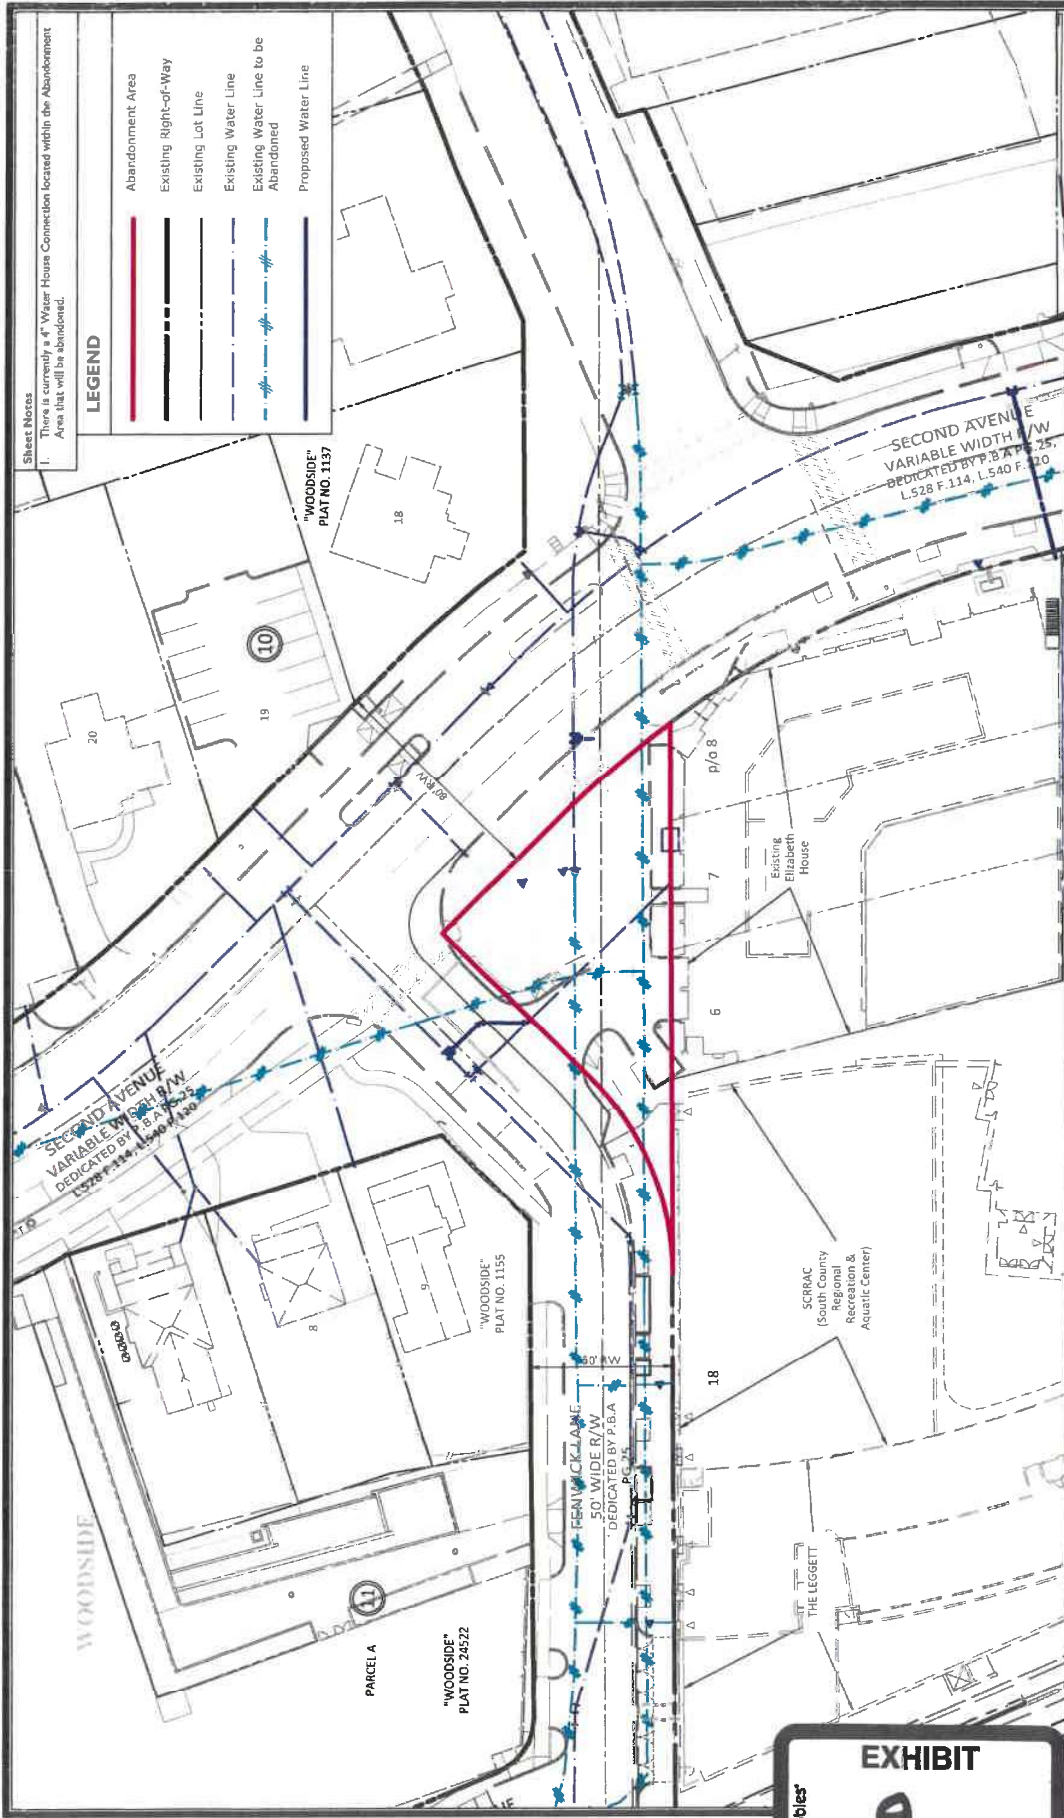 Sheet Notes
1. There is currently a 4" Water House Connection located within the Abandonment
Area that will be abandoned.
LEGEND
Abandonment Area
Existing Right-of-Way
Existing Lot Line
Existing Water Line
Existing Water Line to be
Abandoned
Proposed Water Line
"WOODSIDE"
PLAT NO. 1137
18
10
19
20
80' R/W
SECOND AVENUE
VARIABLE WIDTH R/W
DEDICATED BY P.B.A PG.25,
L.528 F.114, L.540 F.120
SECOND AVENUE
VARIABLE WIDTH R/W
DEDICATED BY P.B.A PG.25
L.528 F.114, L.540 F.120
8
9
"WOODSIDE"
PLAT NO. 1155
WOODSIDE
PARCEL A
11
"WOODSIDE"
PLAT NO. 24522
FENWICK LANE
50' WIDE R/W
DEDICATED BY P.B.A
PG.25
R/W
p/o 8
7
6
Existing
Elizabeth
House
18
SCRRAC
(South County
Regional
Recreation &
Aquatic Center)
THE LEGGETT
EXHIBIT